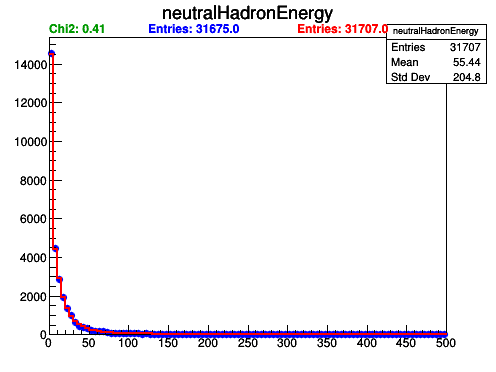 neutralHadronEnergy
Chi2: 0.41 Entries: 31675.0 Entries: 31707.0
neutralHadronEnergy
Entries 31707
Mean 55.44
Std Dev 204.8
14000
12000
10000
8000
6000
4000
2000
0
0 50 100 150 200 250 300 350 400 450 500